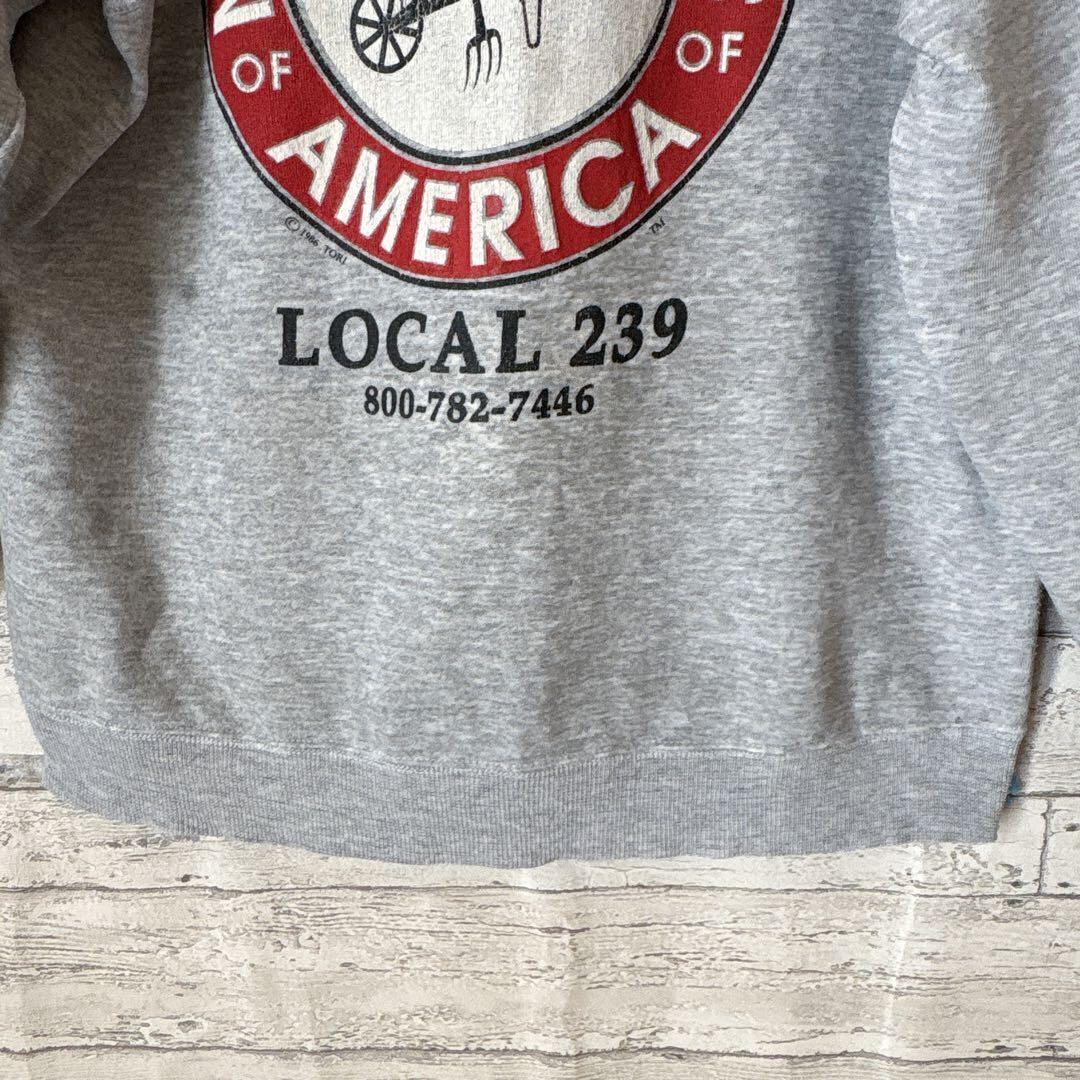 OF
OF
AMERICA
© 1986 TORI
TM
LOCAL 239
800-782-7446